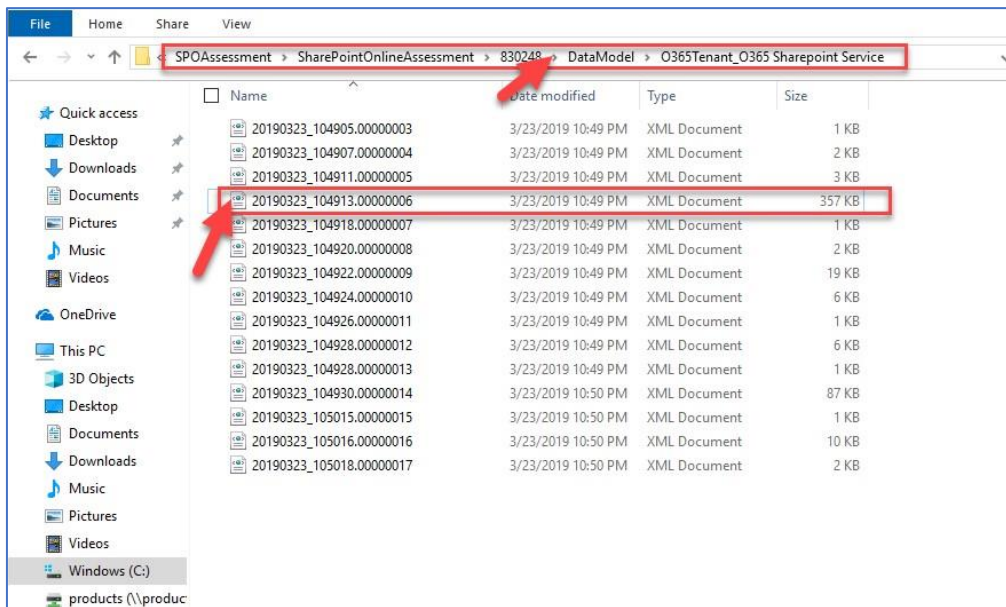 File Home Share View
« SPOAssessment > SharePointOnlineAssessment > 830248 > DataModel > O365Tenant_O365 Sharepoint Service
Name Date modified Type Size
Quick access
Desktop
Downloads
Documents
Pictures
Music
Videos
OneDrive
This PC
3D Objects
Desktop
Documents
Downloads
Music
Pictures
Videos
Windows (C:)
products (\\produc
20190323_104905.00000003 3/23/2019 10:49 PM XML Document 1 KB
20190323_104907.00000004 3/23/2019 10:49 PM XML Document 2 KB
20190323_104911.00000005 3/23/2019 10:49 PM XML Document 3 KB
20190323_104913.00000006 3/23/2019 10:49 PM XML Document 357 KB
20190323_104918.00000007 3/23/2019 10:49 PM XML Document 1 KB
20190323_104920.00000008 3/23/2019 10:49 PM XML Document 2 KB
20190323_104922.00000009 3/23/2019 10:49 PM XML Document 19 KB
20190323_104924.00000010 3/23/2019 10:49 PM XML Document 6 KB
20190323_104926.00000011 3/23/2019 10:49 PM XML Document 1 KB
20190323_104928.00000012 3/23/2019 10:49 PM XML Document 6 KB
20190323_104928.00000013 3/23/2019 10:49 PM XML Document 1 KB
20190323_104930.00000014 3/23/2019 10:50 PM XML Document 87 KB
20190323_105015.00000015 3/23/2019 10:50 PM XML Document 1 KB
20190323_105016.00000016 3/23/2019 10:50 PM XML Document 10 KB
20190323_105018.00000017 3/23/2019 10:50 PM XML Document 2 KB